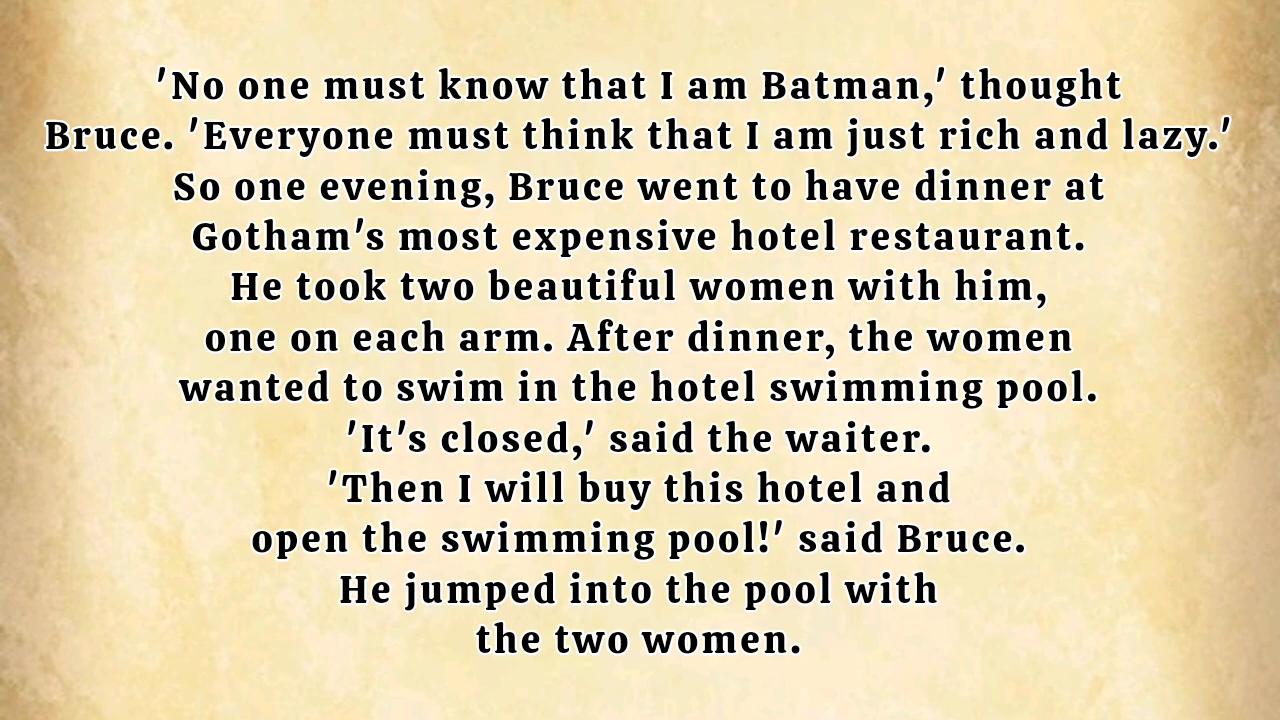 'No one must know that I am Batman,' thought
Bruce. 'Everyone must think that I am just rich and lazy.'
So one evening, Bruce went to have dinner at
Gotham's most expensive hotel restaurant.
He took two beautiful women with him,
one on each arm. After dinner, the women
wanted to swim in the hotel swimming pool.
'It's closed,' said the waiter.
'Then I will buy this hotel and
open the swimming pool!' said Bruce.
He jumped into the pool with
the two women.